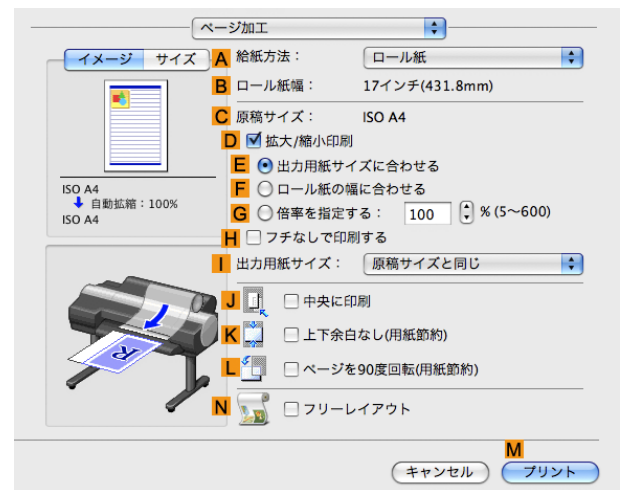 ページ加工
イメージ サイズ
A 給紙方法： ロール紙
B ロール紙幅： 17インチ(431.8mm)
C 原稿サイズ： ISO A4
D 拡大/縮小印刷
E 出力用紙サイズに合わせる
F ロール紙の幅に合わせる
G 倍率を指定する： 100 % (5～600)
H フチなしで印刷する
ISO A4
自動拡縮：100%
ISO A4
I 出力用紙サイズ： 原稿サイズと同じ
J 中央に印刷
K 上下余白なし(用紙節約)
L ページを90度回転(用紙節約)
N フリーレイアウト
R
M
キャンセル プリント